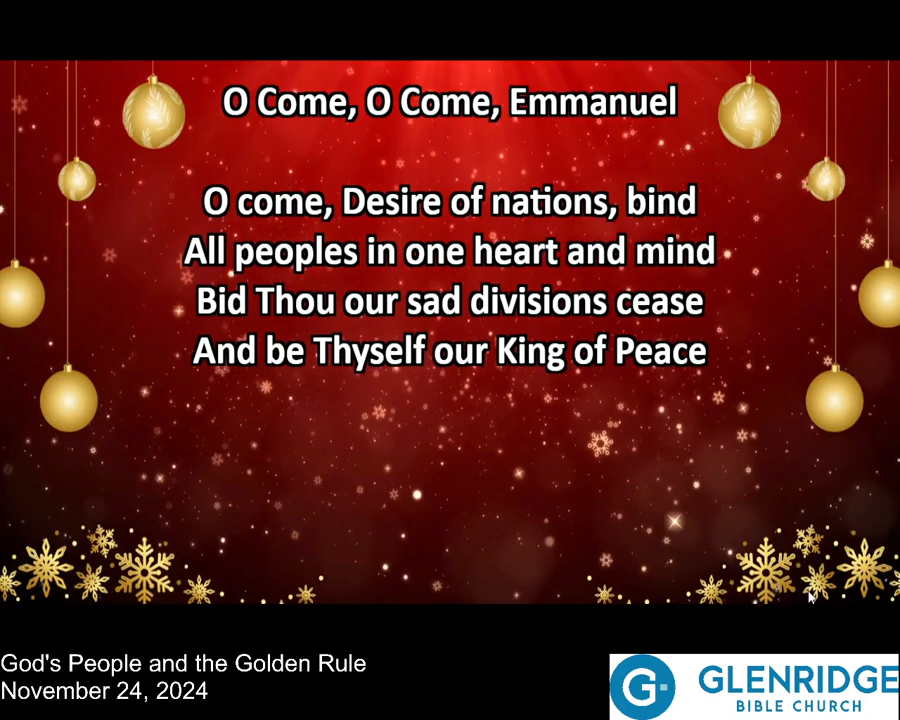 O Come, O Come, Emmanuel
O come, Desire of nations, bind
All peoples in one heart and mind
Bid Thou our sad divisions cease
And be Thyself our King of Peace
God's People and the Golden Rule
November 24, 2024
G
GLENRIDGE
BIBLE CHURCH